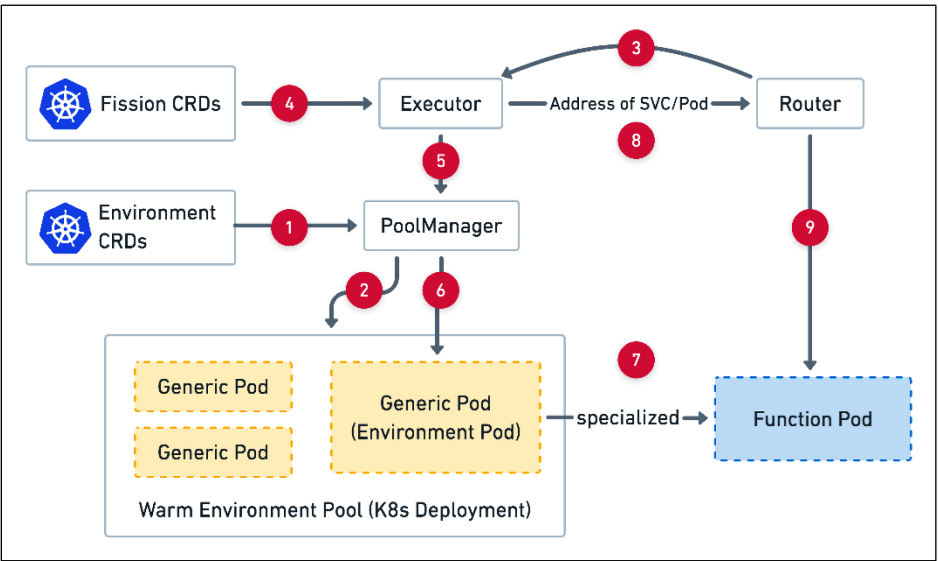 3
Fission CRDs
4
Executor
Address of SVC/Pod
Router
8
5
Environment
CRDs
1
PoolManager
9
2
6
7
Generic Pod
Generic Pod
(Environment Pod)
specialized
Function Pod
Generic Pod
Warm Environment Pool (K8s Deployment)